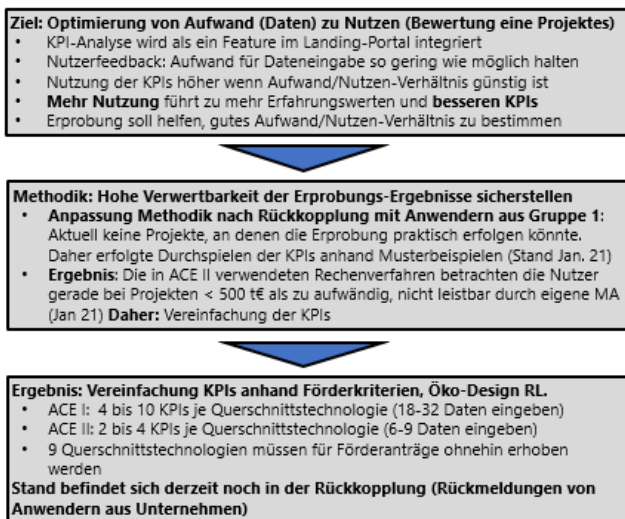 Ziel: Optimierung von Aufwand (Daten) zu Nutzen (Bewertung eine Projektes)
• KPI-Analyse wird als ein Feature im Landing-Portal integriert
• Nutzerfeedback: Aufwand für Dateneingabe so gering wie möglich halten
• Nutzung der KPIs höher wenn Aufwand/Nutzen-Verhältnis günstig ist
• Mehr Nutzung führt zu mehr Erfahrungswerten und besseren KPIs
• Erprobung soll helfen, gutes Aufwand/Nutzen-Verhältnis zu bestimmen
Methodik: Hohe Verwertbarkeit der Erprobungs-Ergebnisse sicherstellen
• Anpassung Methodik nach Rückkopplung mit Anwendern aus Gruppe 1:
Aktuell keine Projekte, an denen die Erprobung praktisch erfolgen könnte.
Daher erfolgte Durchspielen der KPIs anhand Musterbeispielen (Stand Jan. 21)
• Ergebnis: Die in ACE II verwendeten Rechenverfahren betrachten die Nutzer
gerade bei Projekten < 500 t€ als zu aufwändig, nicht leistbar durch eigene MA
(Jan 21) Daher: Vereinfachung der KPIs
Ergebnis: Vereinfachung KPIs anhand Förderkriterien, Öko-Design RL.
• ACE I: 4 bis 10 KPIs je Querschnittstechnologie (18-32 Daten eingeben)
• ACE II: 2 bis 4 KPIs je Querschnittstechnologie (6-9 Daten eingeben)
• 9 Querschnittstechnologien müssen für Förderanträge ohnehin erhoben
werden
Stand befindet sich derzeit noch in der Rückkopplung (Rückmeldungen von
Anwendern aus Unternehmen)